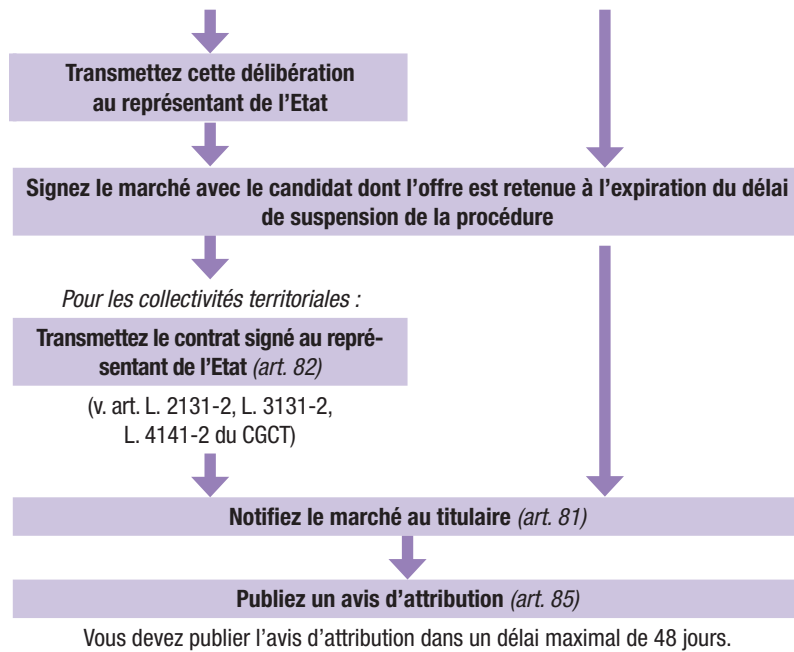 Transmettez cette délibération
au représentant de l’Etat
Signez le marché avec le candidat dont l’offre est retenue à l’expiration du délai
de suspension de la procédure
Pour les collectivités territoriales :
Transmettez le contrat signé au repré-
sentant de l’Etat (art. 82)
(v. art. L. 2131-2, L. 3131-2,
L. 4141-2 du CGCT)
Notifiez le marché au titulaire (art. 81)
Publiez un avis d’attribution (art. 85)
Vous devez publier l’avis d’attribution dans un délai maximal de 48 jours.